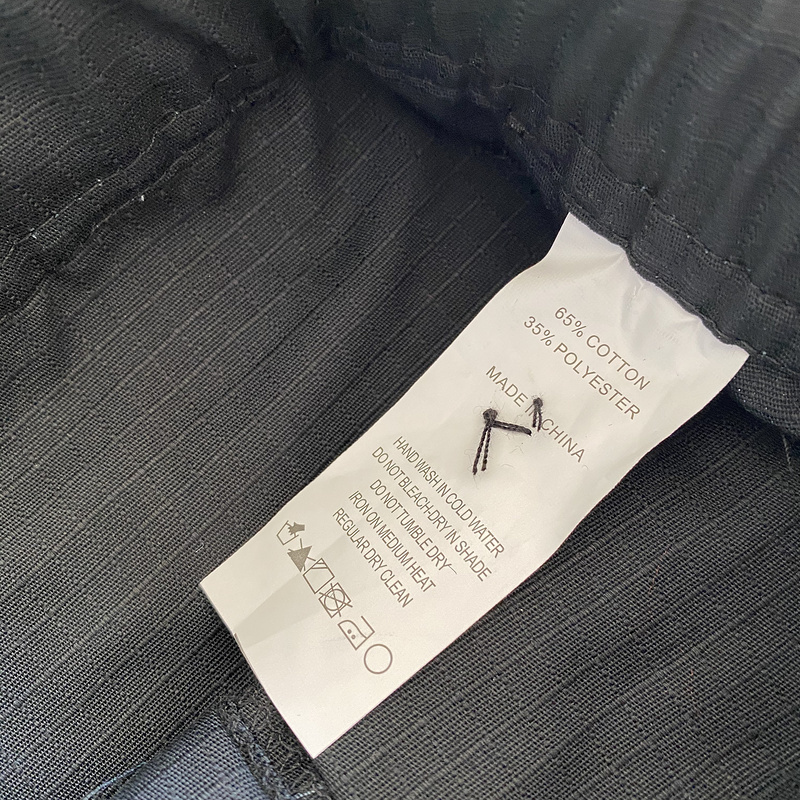 65% COTTON
35% POLYESTER
MADE IN CHINA
HAND WASH IN COLD WATER
DO NOT BLEACH-DRY IN SHADE
DO NOT TUMBLE DRY
IRON ON MEDIUM HEAT
REGULAR DRY CLEAN